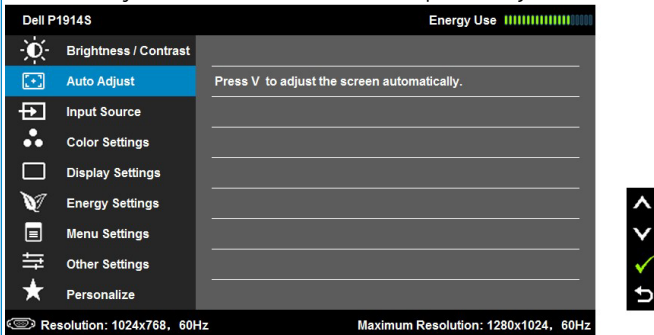 Dell P1914S Energy Use
Brightness / Contrast
Auto Adjust Press V to adjust the screen automatically.
Input Source
Color Settings
Display Settings
Energy Settings
Menu Settings
Other Settings
Personalize
Resolution: 1024x768, 60Hz Maximum Resolution: 1280x1024, 60Hz